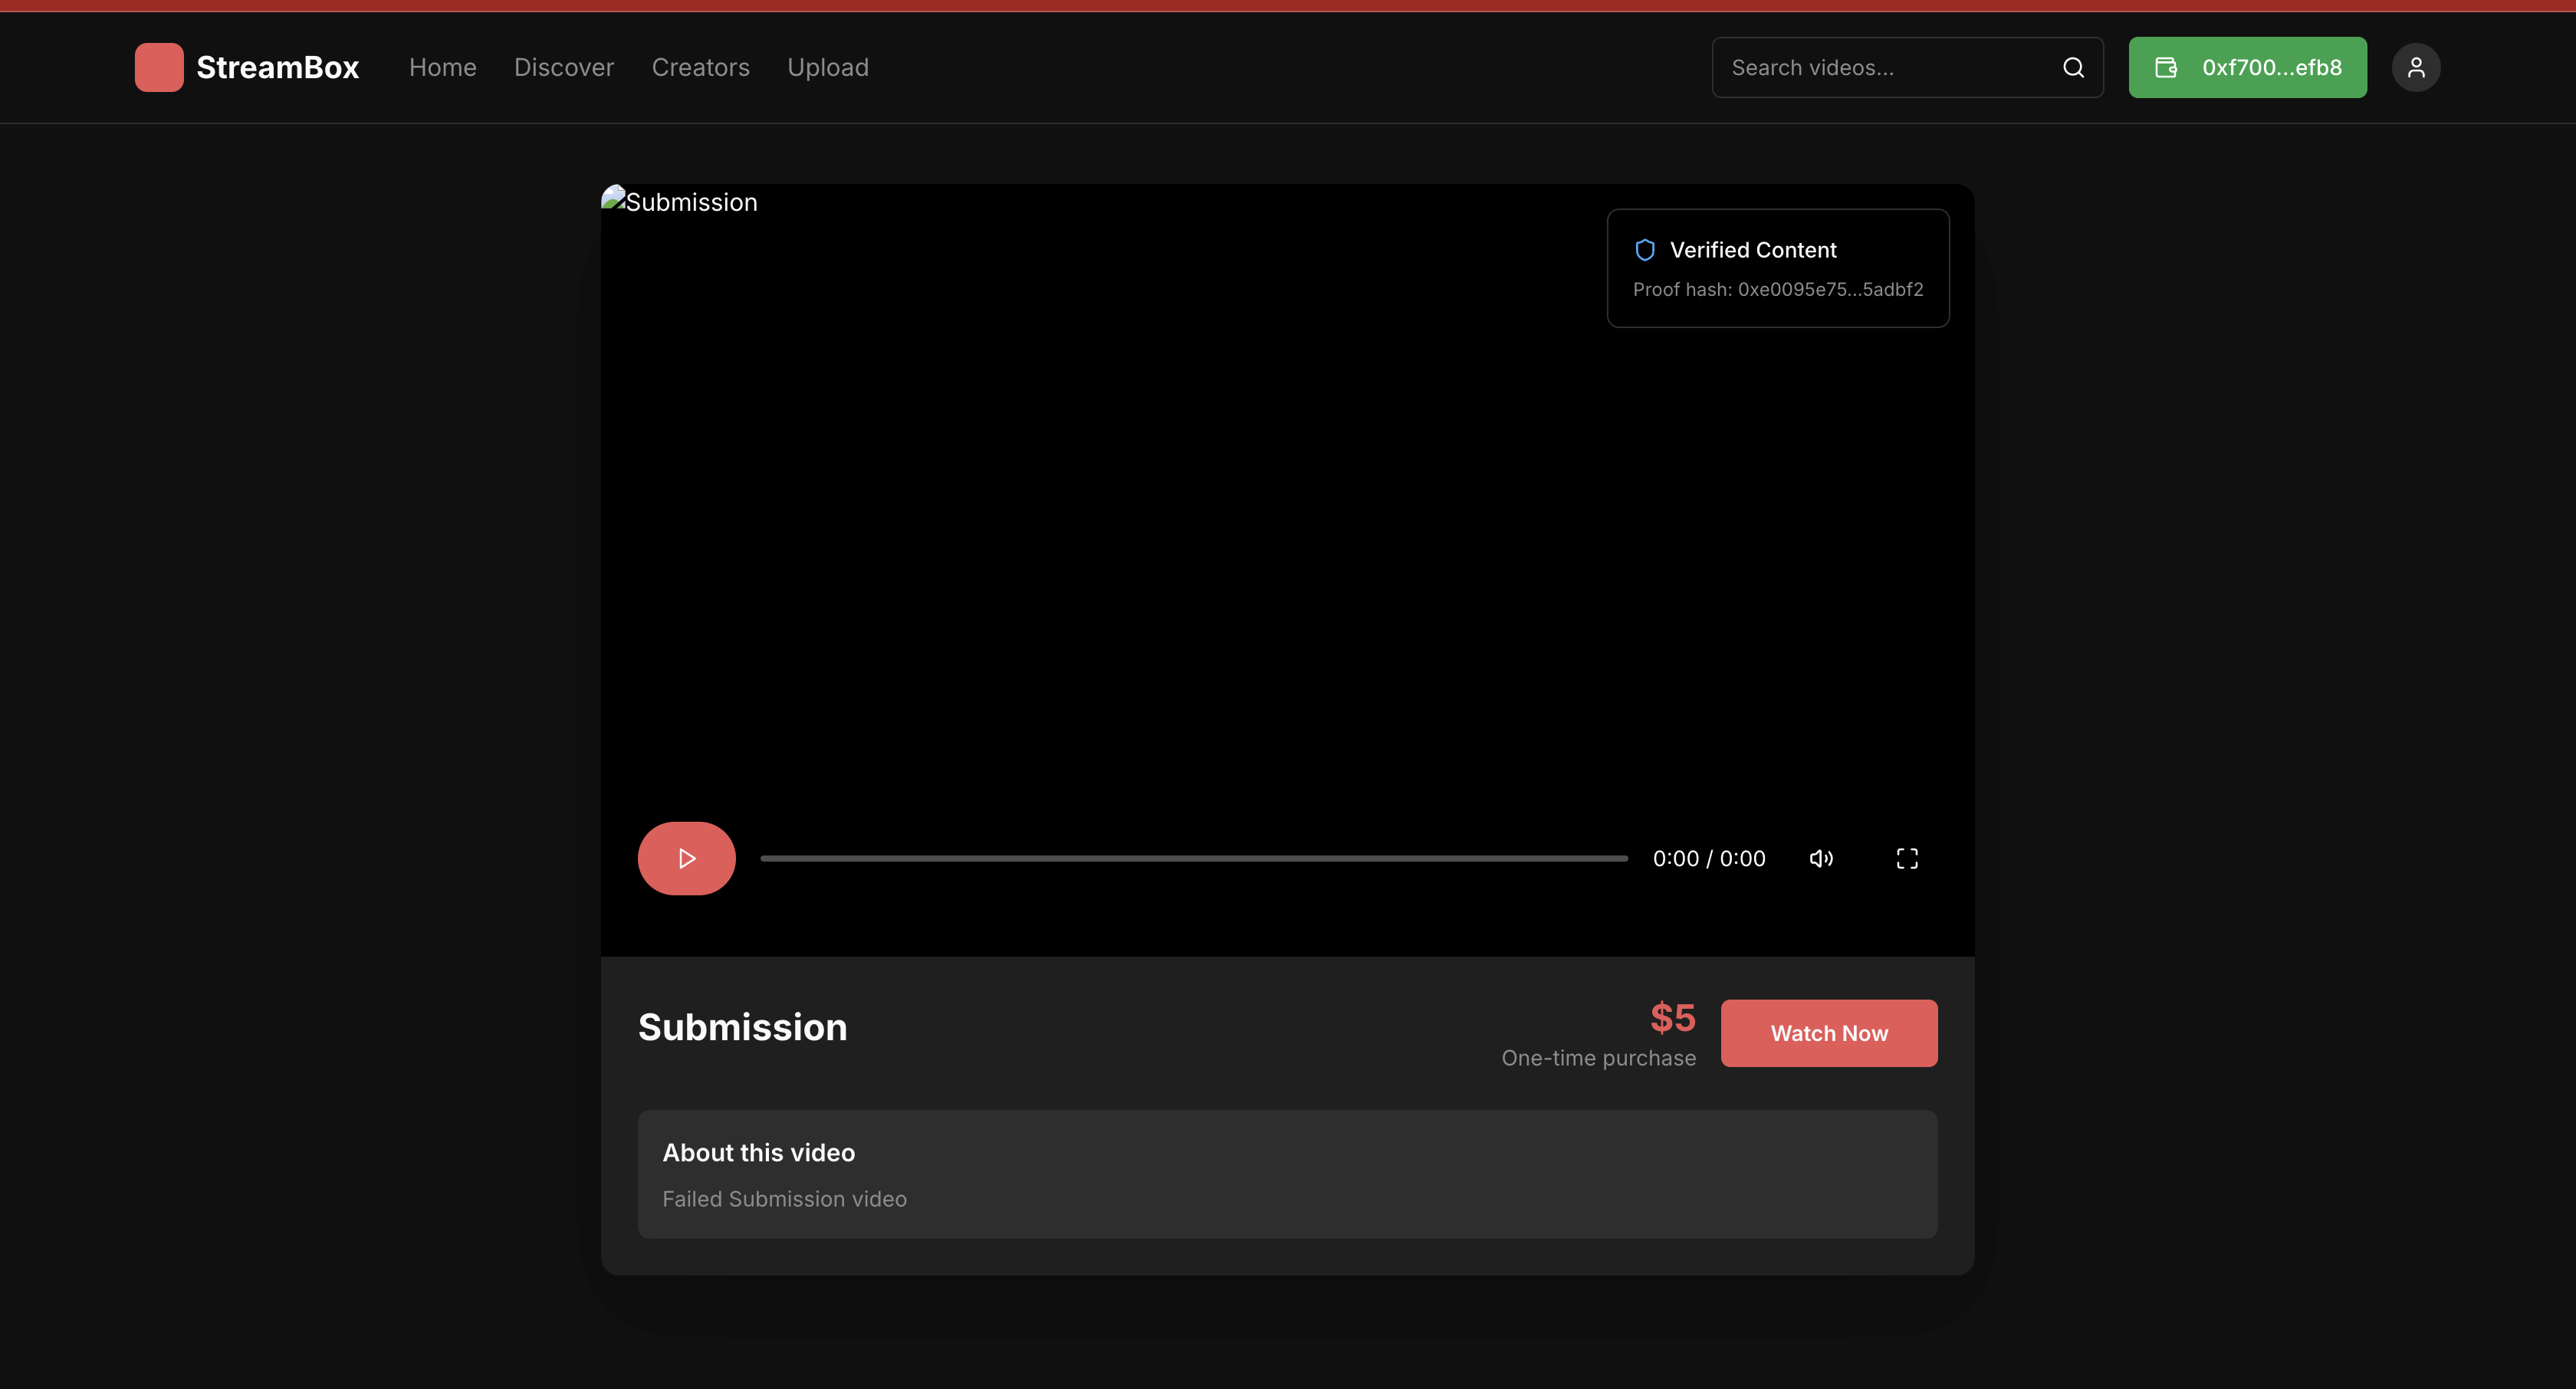 StreamBox
Home
Discover
Creators
Upload
Search videos...
0xf700...efb8
Submission
Verified Content
Proof hash: 0xe0095e75...5adbf2
0:00 / 0:00
Submission
$5
One-time purchase
Watch Now
About this video
Failed Submission video